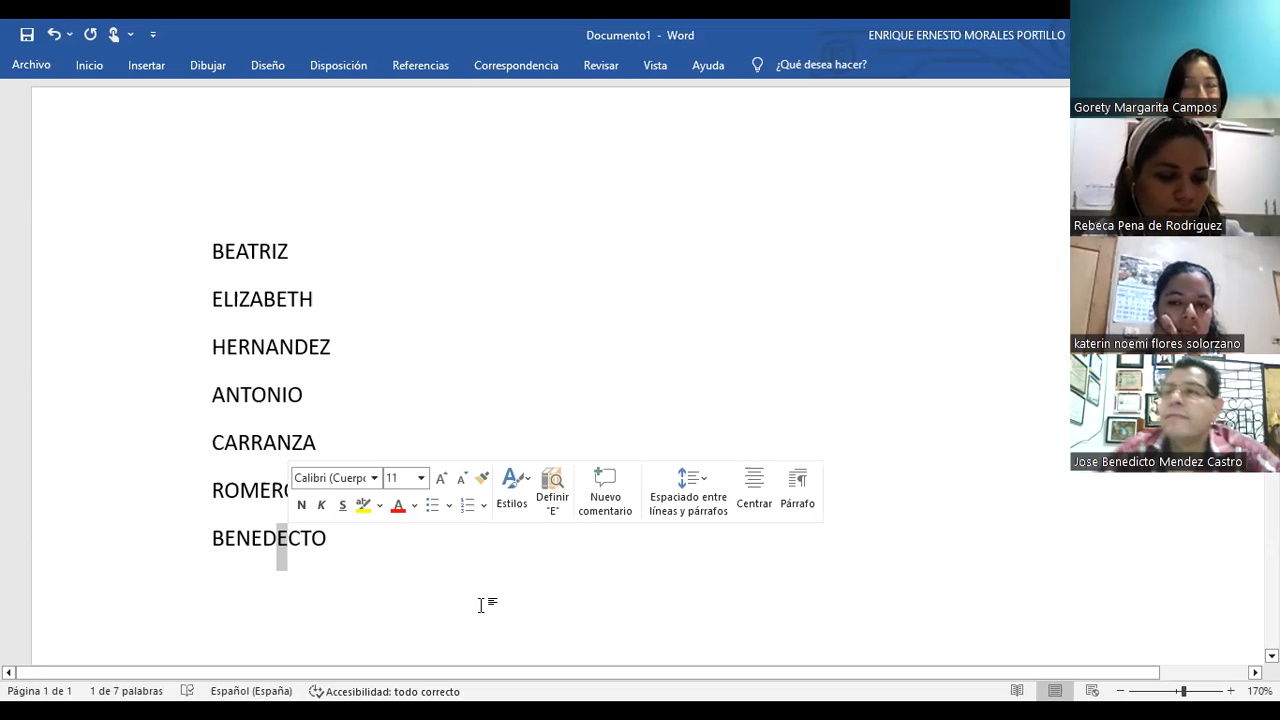 Documento1 - Word
ENRIQUE ERNESTO MORALES PORTILLO
Archivo Inicio Insertar Dibujar Diseño Disposición Referencias Correspondencia Revisar Vista Ayuda ¿Qué desea hacer?
Gorety Margarita Campos
Rebeca Pena de Rodriguez
katerin noemi flores solorzano
Jose Benedicto Mendez Castro
BEATRIZ
ELIZABETH
HERNANDEZ
ANTONIO
CARRANZA
ROMERO
BENEDECTO
Calibri (Cuerpo 11 A A
N K S A
Estilos
Definir
"E"
Nuevo
comentario
Espaciado entre
líneas y párrafos
Centrar
Párrafo
Página 1 de 1 1 de 7 palabras Español (España) Accesibilidad: todo correcto 170%